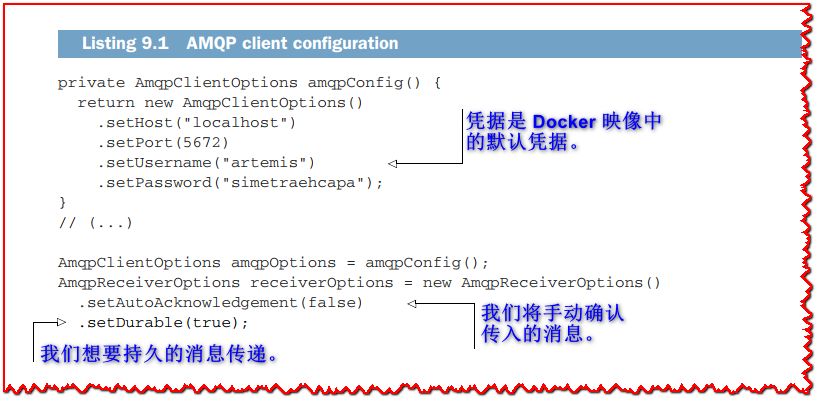 Listing 9.1 AMQP client configuration
private AmqpClientOptions amqpConfig() {
return new AmqpClientOptions()
.setHost("localhost")
.setPort(5672)
.setUsername("artemis")
.setPassword("simetraehcapa");
}
// (...)
凭据是 Docker 映像中
的默认凭据。
AmqpClientOptions amqpOptions = amqpConfig();
AmqpReceiverOptions receiverOptions = new AmqpReceiverOptions()
.setAutoAcknowledgement(false)
.setDurable(true);
我们将手动确认
传入的消息。
我们想要持久的消息传递。